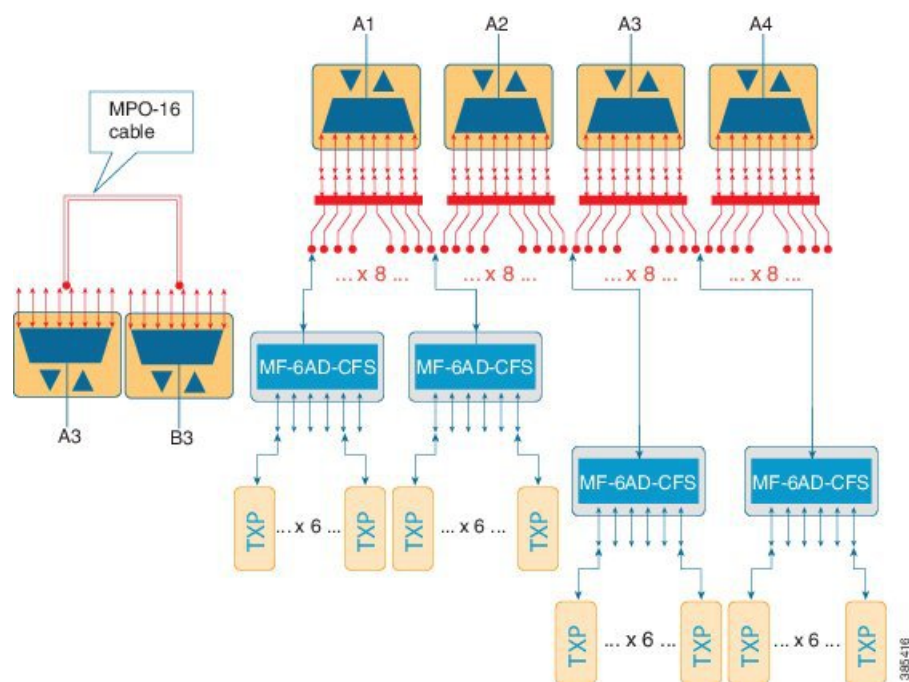 A1
A2
A3
A4
MPO-16
cable
... x 8 ...
... x 8 ...
... x 8 ...
... x 8 ...
MF-6AD-CFS
MF-6AD-CFS
A3
B3
MF-6AD-CFS
MF-6AD-CFS
TXP
... x 6 ...
TXP
TXP
... x 6 ...
TXP
TXP
... x 6 ...
TXP
TXP
... x 6 ...
TXP
385416